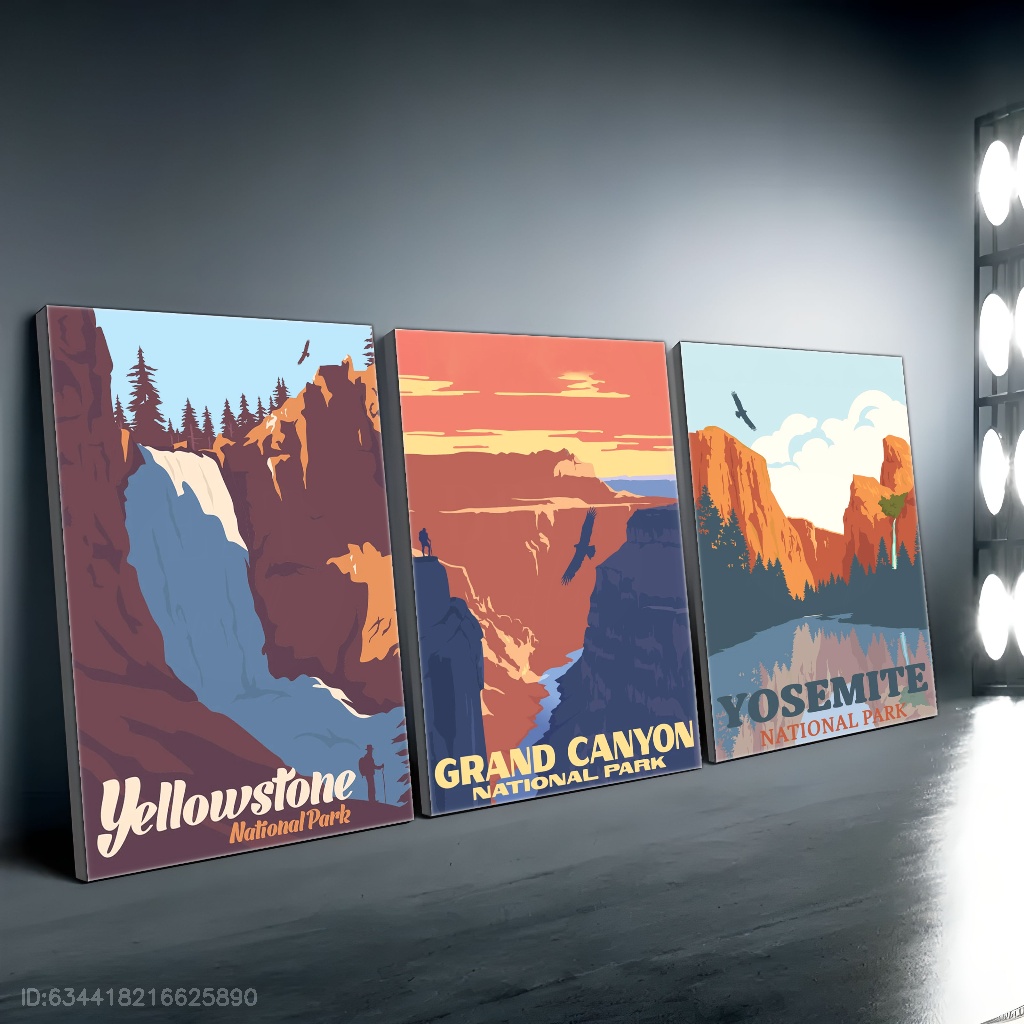 Yellowstone
National Park
GRAND CANYON
NATIONAL PARK
YOSEMITE
NATIONAL PARK
ID:634418216625890